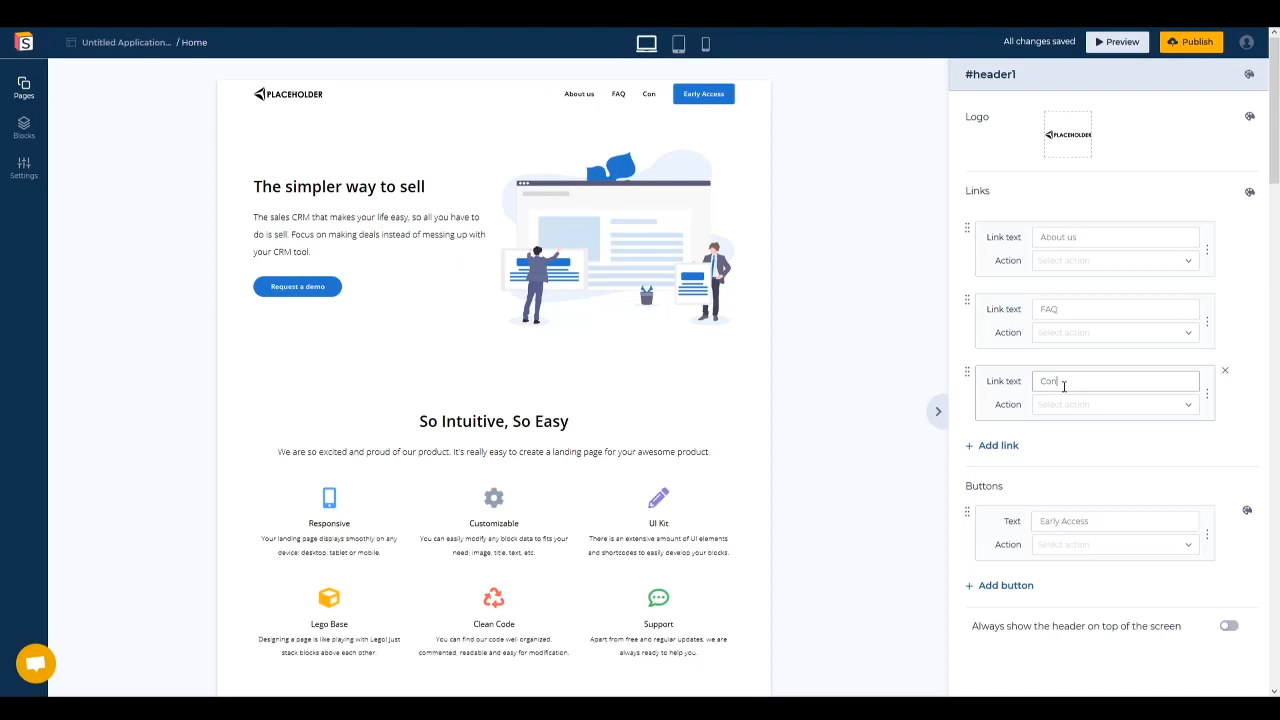 Untitled Application... / Home
All changes saved
Preview
Publish
Pages
Blocks
Settings
PLACEHOLDER
About us
FAQ
Con
Early Access
The simpler way to sell
The sales CRM that makes your life easy, so all you have to
do is sell. Focus on making deals instead of messing up with
your CRM tool.
Request a demo
So Intuitive, So Easy
We are so excited and proud of our product. It's really easy to create a landing page for your awesome product.
Responsive
Your landing page displays smoothly on any
device: desktop, tablet or mobile.
Customizable
You can easily modify any block data to fits your
need: image, title, text, etc.
UI Kit
There is an extensive amount of UI elements
and shortcodes to easily develop your blocks.
Lego Base
Designing a page is like playing with Lego! Just
stack blocks above each other.
Clean Code
You can find our code well organized,
commented, readable and easy for modification.
Support
Apart from free and regular updates, we are
always ready to help you.
#header1
Logo
PLACEHOLDER
Links
Link text
About us
Action
Select action
Link text
FAQ
Action
Select action
Link text
Con
Action
Select action
+ Add link
Buttons
Text
Early Access
Action
Select action
+ Add button
Always show the header on top of the screen